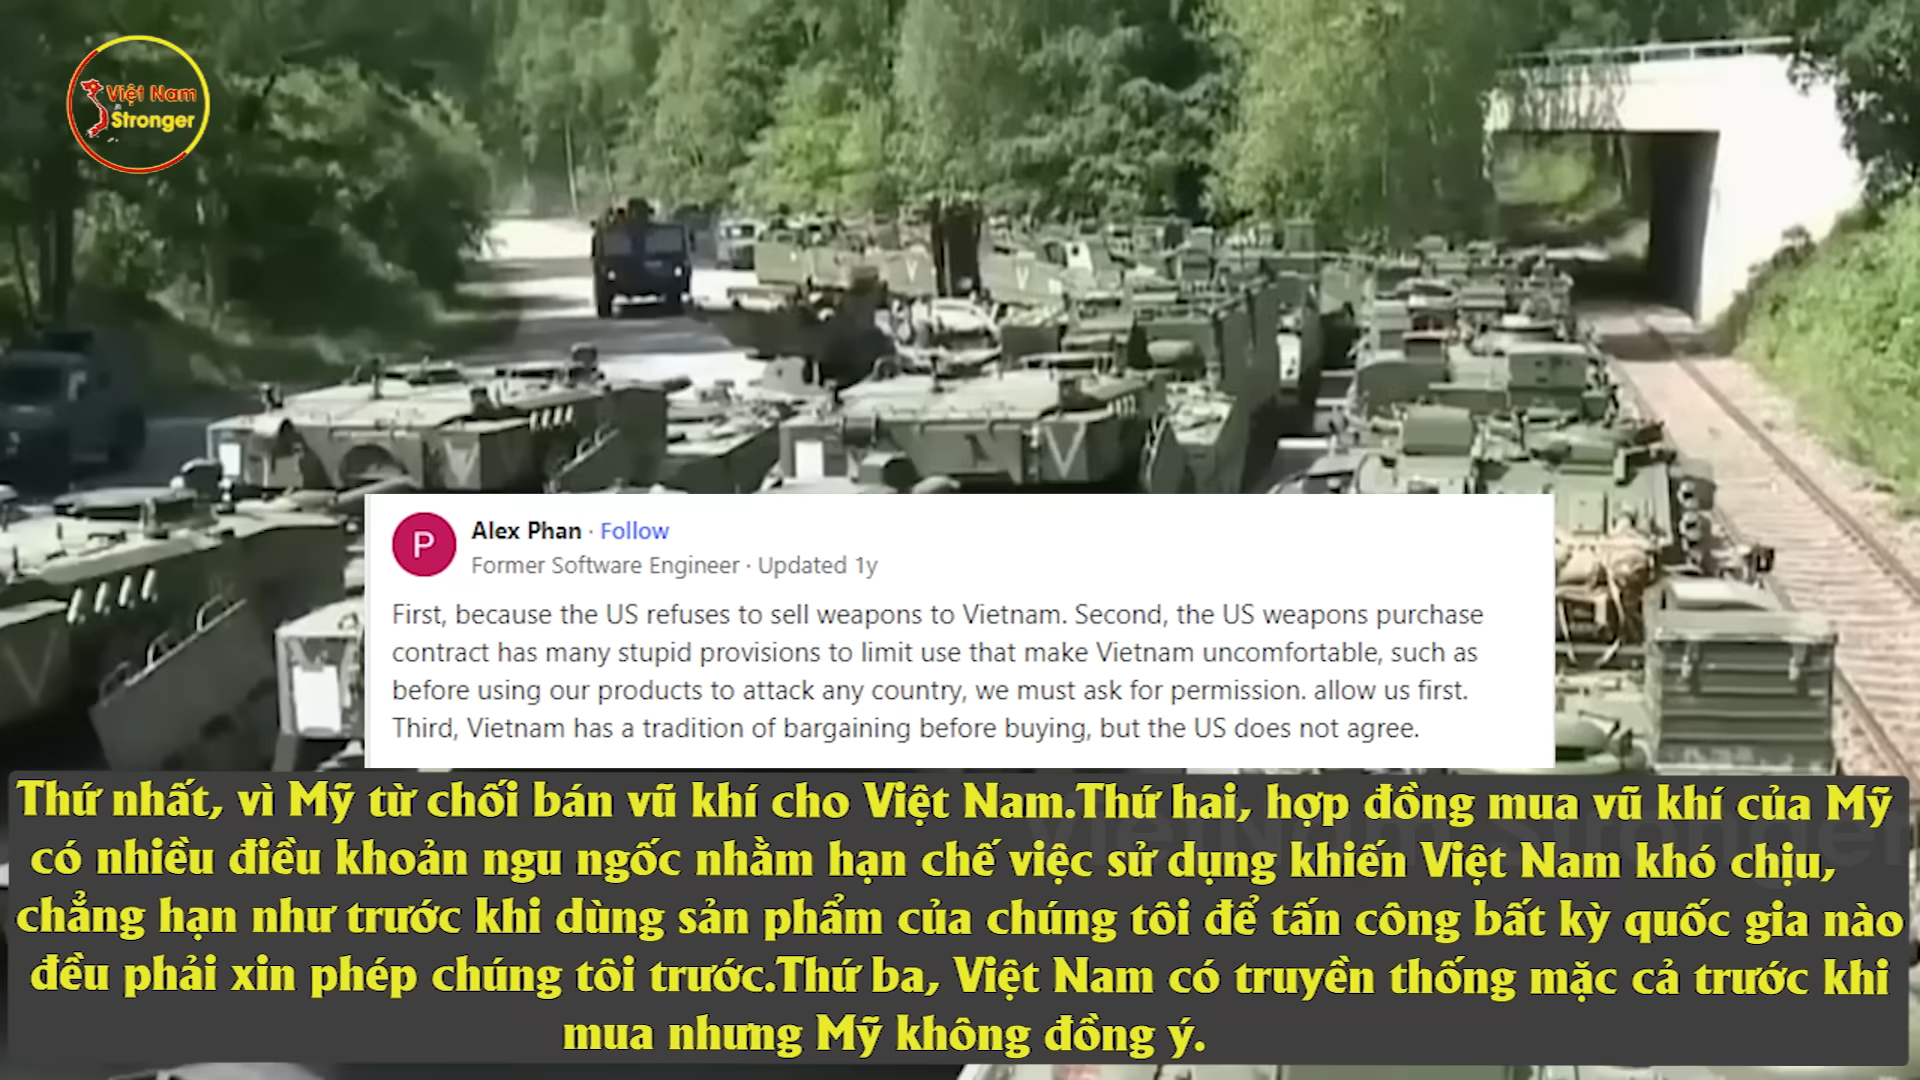 Việt Nam
Stronger
P
Alex Phan · Follow
Former Software Engineer · Updated 1y
First, because the US refuses to sell weapons to Vietnam. Second, the US weapons purchase
contract has many stupid provisions to limit use that make Vietnam uncomfortable, such as
before using our products to attack any country, we must ask for permission. allow us first.
Third, Vietnam has a tradition of bargaining before buying, but the US does not agree.
Thứ nhất, vì Mỹ từ chối bán vũ khí cho Việt Nam.Thứ hai, hợp đồng mua vũ khí của Mỹ
có nhiều điều khoản ngu ngốc nhằm hạn chế việc sử dụng khiến Việt Nam khó chịu,
chẳng hạn như trước khi dùng sản phẩm của chúng tôi để tấn công bất kỳ quốc gia nào
đều phải xin phép chúng tôi trước.Thứ ba, Việt Nam có truyền thống mặc cả trước khi
mua nhưng Mỹ không đồng ý.